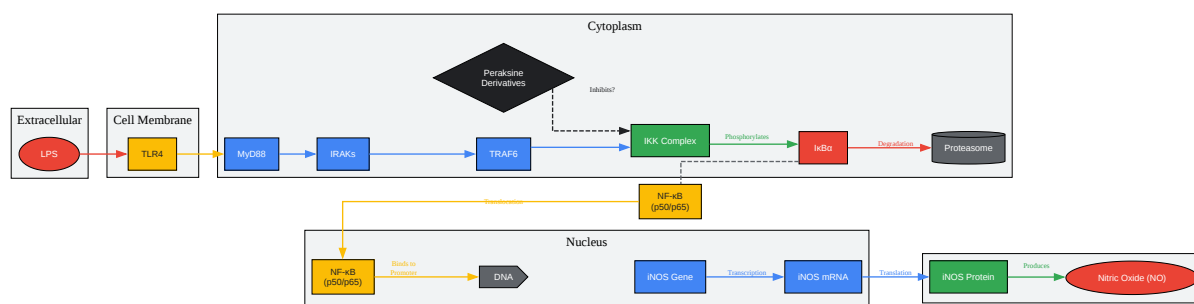 Cytoplasm
Peraksine
Derivatives
Inhibits?
Extracellular
Cell Membrane
LPS
TLR4
MyD88
IRAKs
TRAF6
IKK Complex
Phosphorylates
IκBα
Degradation
Proteasome
NF-κB
(p50/p65)
Translocation
Nucleus
NF-κB
(p50/p65)
Binds to
Promoter
DNA
iNOS Gene
Transcription
iNOS mRNA
Translation
iNOS Protein
Produces
Nitric Oxide (NO)